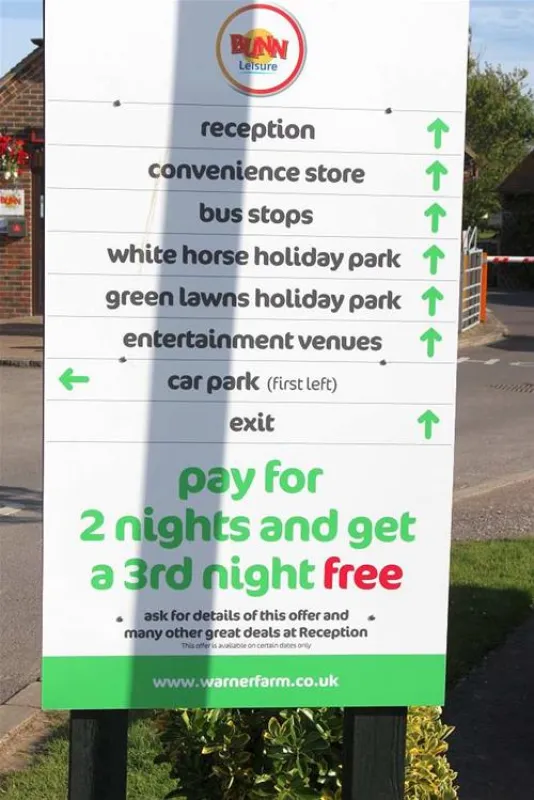 BUNN
Leisure
reception
convenience store
bus stops
white horse holiday park
green lawns holiday park
entertainment venues
car park (first left)
exit
pay for
2 nights and get
a 3rd night free
ask for details of this offer and
many other great deals at Reception
This offer is available on certain dates only
www.warnerfarm.co.uk
BUNN